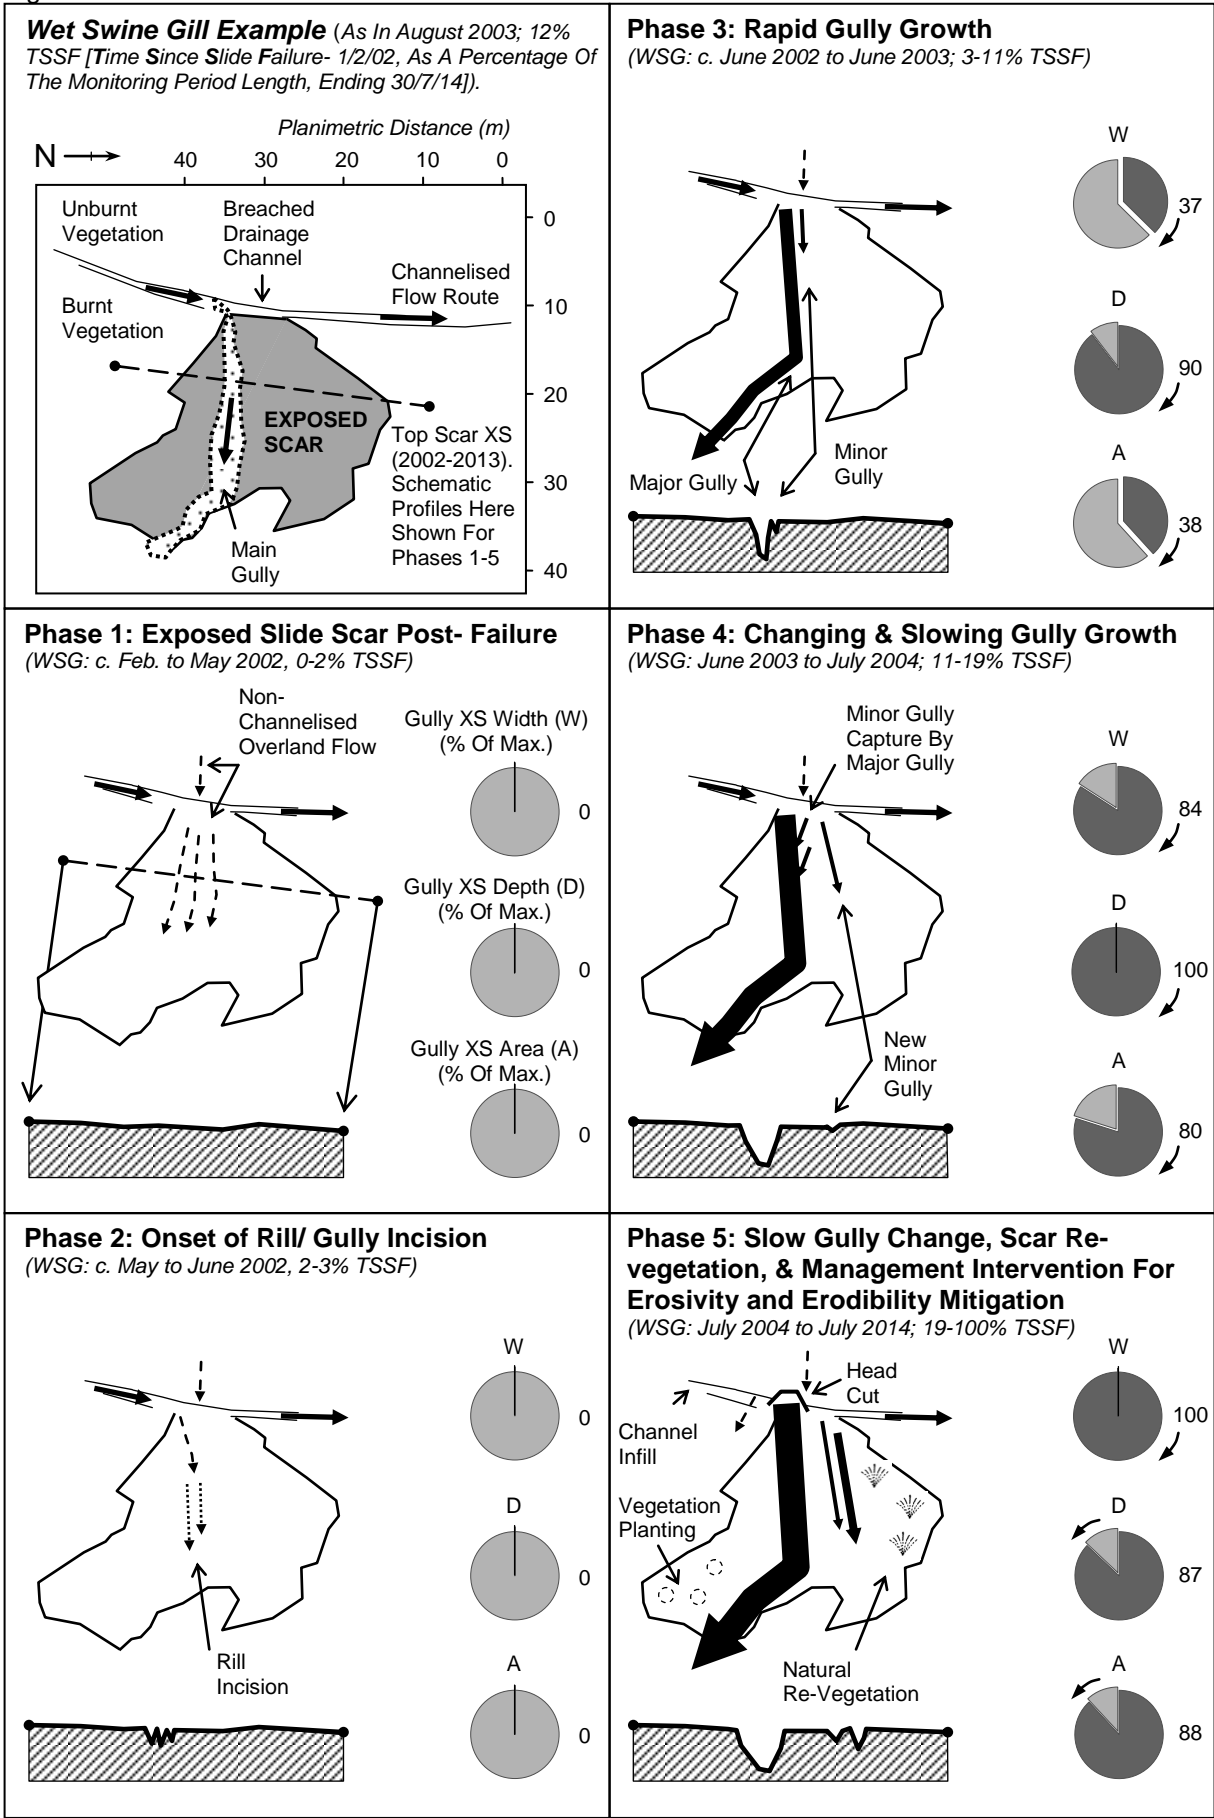 Wet Swine Gill Example (As In August 2003; 12%
TSSF [Time Since Slide Failure- 1/2/02, As A Percentage Of
The Monitoring Period Length, Ending 30/7/14]).
Planimetric Distance (m)
N
40 30 20 10 0
Unburnt
Vegetation
Breached
Drainage
Channel
Channelised
Flow Route
Burnt
Vegetation
EXPOSED
SCAR
Top Scar XS
(2002-2013).
Schematic
Profiles Here
Shown For
Phases 1-5
Main
Gully
0
10
20
30
40
Phase 3: Rapid Gully Growth
(WSG: c. June 2002 to June 2003; 3-11% TSSF)
W
37
D
90
A
38
Major Gully
Minor
Gully
Phase 1: Exposed Slide Scar Post- Failure
(WSG: c. Feb. to May 2002, 0-2% TSSF)
Non-
Channelised
Overland Flow
Gully XS Width (W)
(% Of Max.)
0
Gully XS Depth (D)
(% Of Max.)
0
Gully XS Area (A)
(% Of Max.)
0
Phase 4: Changing & Slowing Gully Growth
(WSG: June 2003 to July 2004; 11-19% TSSF)
Minor Gully
Capture By
Major Gully
W
84
D
100
New
Minor
Gully
A
80
Phase 2: Onset of Rill/ Gully Incision
(WSG: c. May to June 2002, 2-3% TSSF)
W
0
D
0
A
0
Rill
Incision
Phase 5: Slow Gully Change, Scar Re-
vegetation, & Management Intervention For
Erosivity and Erodibility Mitigation
(WSG: July 2004 to July 2014; 19-100% TSSF)
Head
Cut
Channel
Infill
Vegetation
Planting
Natural
Re-Vegetation
W
100
D
87
A
88